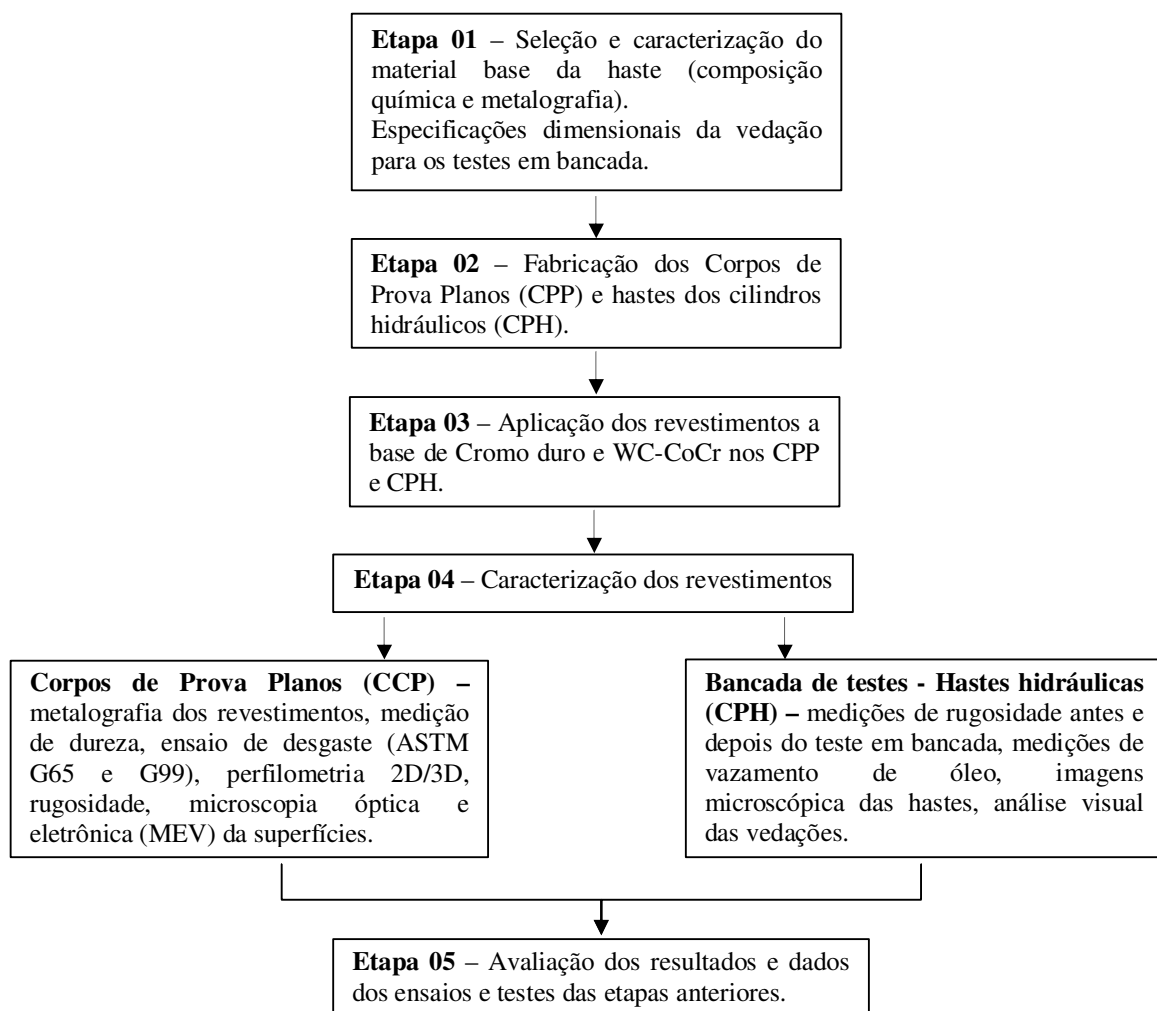 Etapa 01 – Seleção e caracterização do
material base da haste (composição
química e metalografia).
Especificações dimensionais da vedação
para os testes em bancada.
Etapa 02 – Fabricação dos Corpos de
Prova Planos (CPP) e hastes dos cilindros
hidráulicos (CPH).
Etapa 03 – Aplicação dos revestimentos a
base de Cromo duro e WC-CoCr nos CPP
e CPH.
Etapa 04 – Caracterização dos revestimentos
Corpos de Prova Planos (CCP) –
metalografia dos revestimentos, medição
de dureza, ensaio de desgaste (ASTM
G65 e G99), perfilometria 2D/3D,
rugosidade, microscopia óptica e
eletrônica (MEV) da superfícies.
Bancada de testes - Hastes hidráulicas
(CPH) – medições de rugosidade antes e
depois do teste em bancada, medições de
vazamento de óleo, imagens
microscópica das hastes, análise visual
das vedações.
Etapa 05 – Avaliação dos resultados e dados
dos ensaios e testes das etapas anteriores.